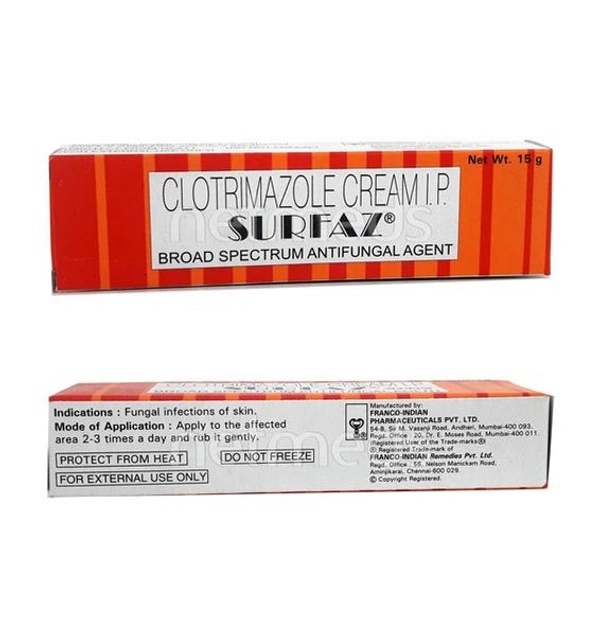 Net Wt. 15 g
CLOTRIMAZOLE CREAM I.P.
SURFAZ®
BROAD SPECTRUM ANTIFUNGAL AGENT
netmeds
Indications : Fungal infections of skin.
Mode of Application : Apply to the affected
area 2-3 times a day and rub it gently.
PROTECT FROM HEAT
DO NOT FREEZE
FOR EXTERNAL USE ONLY
Manufactured by:
FRANCO-INDIAN
PHARMACEUTICALS PVT. LTD.
54-B, Sir M. Vasanji Road, Andheri, Mumbai-400 093.
Regd. Office : 20, Dr. E. Moses Road, Mumbai-400 011.
Registered User of the Trade-marks®
® Registered Trade-mark of
FRANCO-INDIAN Remedies Pvt. Ltd.
Regd. Office : 59, Nelson Manickam Road,
Aminjikarai, Chennai-600 029.
© Copyright Registered.
netmeds